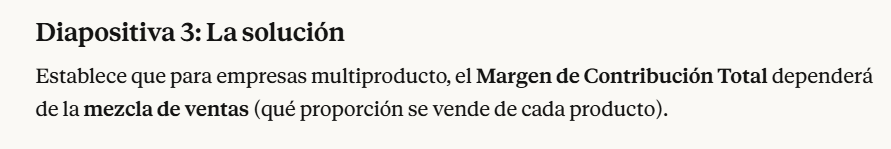 Diapositiva 3: La solución
Establece que para empresas multiproducto, el Margen de Contribución Total dependerá
de la mezcla de ventas (qué proporción se vende de cada producto).